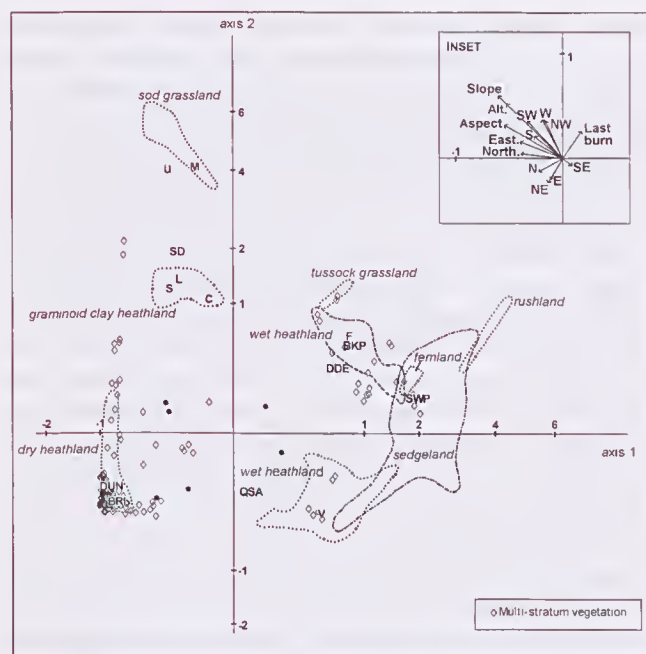 axis 2
INSET
1
Slope
Alt.
SW
W
NW
Aspect
S
Last
burn
East.
North.
1
SE
N
E
NE
sod grassland
6
M
U
4
SD
2
L
S
C
1
graminoid clay heathland
tussock grassland
rushland
wet heathland
F
BKP
DDE
fernland
SWP
-2
-1
1
2
4
6
axis 1
dry heathland
sedgeland
wet heathland
DUN
QSA
BRI
V
-1
-2
Multi-stratum vegetation